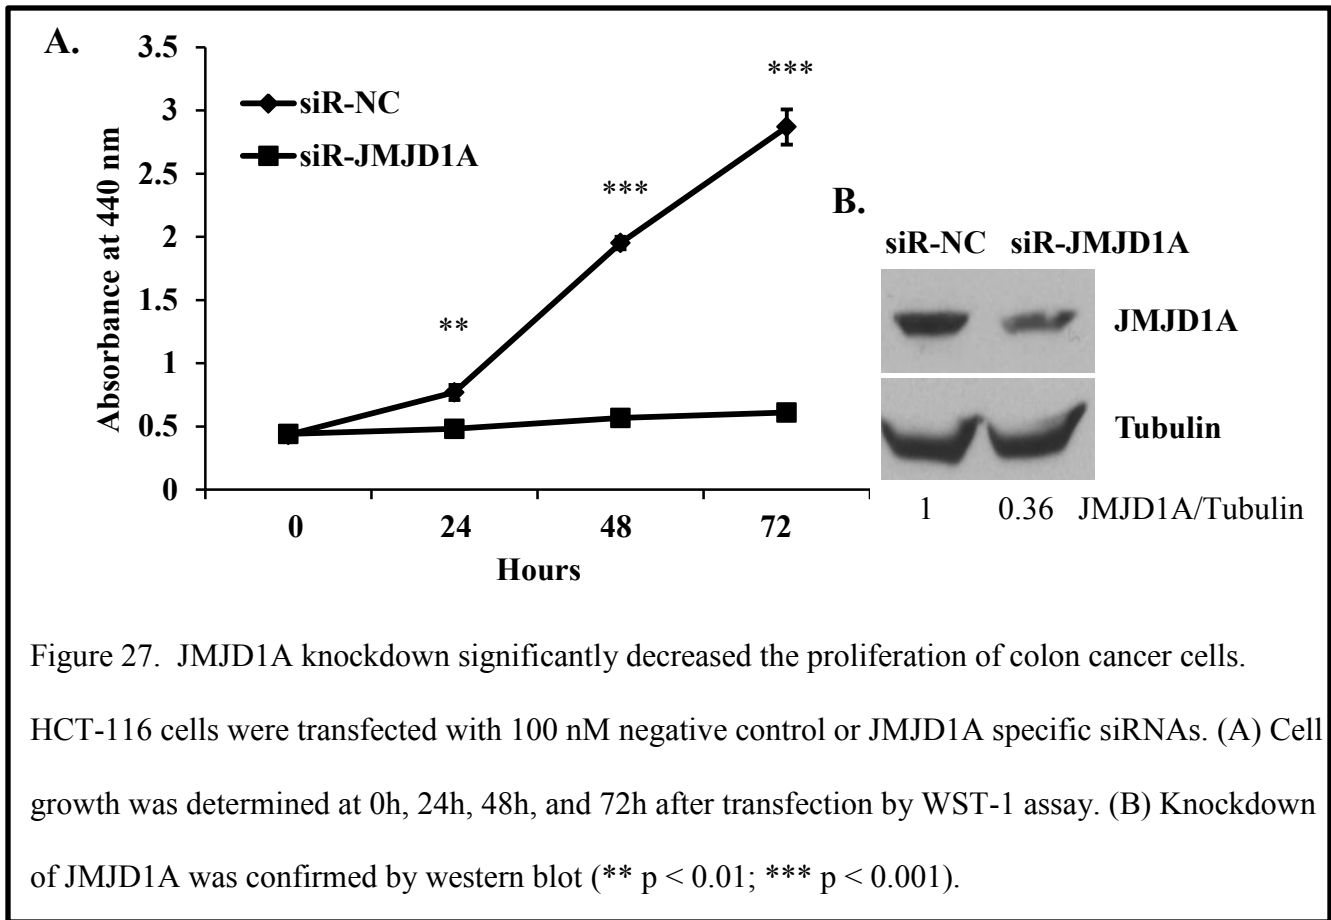 A.
3.5
3
2.5
2
1.5
1
0.5
0
Absorbance at 440 nm
siR-NC
siR-JMJD1A
**
***
***
0 24 48 72
Hours
B.
siR-NC siR-JMJD1A
JMJD1A
Tubulin
1 0.36 JMJD1A/Tubulin
Figure 27. JMJD1A knockdown significantly decreased the proliferation of colon cancer cells.
HCT-116 cells were transfected with 100 nM negative control or JMJD1A specific siRNAs. (A) Cell
growth was determined at 0h, 24h, 48h, and 72h after transfection by WST-1 assay. (B) Knockdown
of JMJD1A was confirmed by western blot (** p < 0.01; *** p < 0.001).